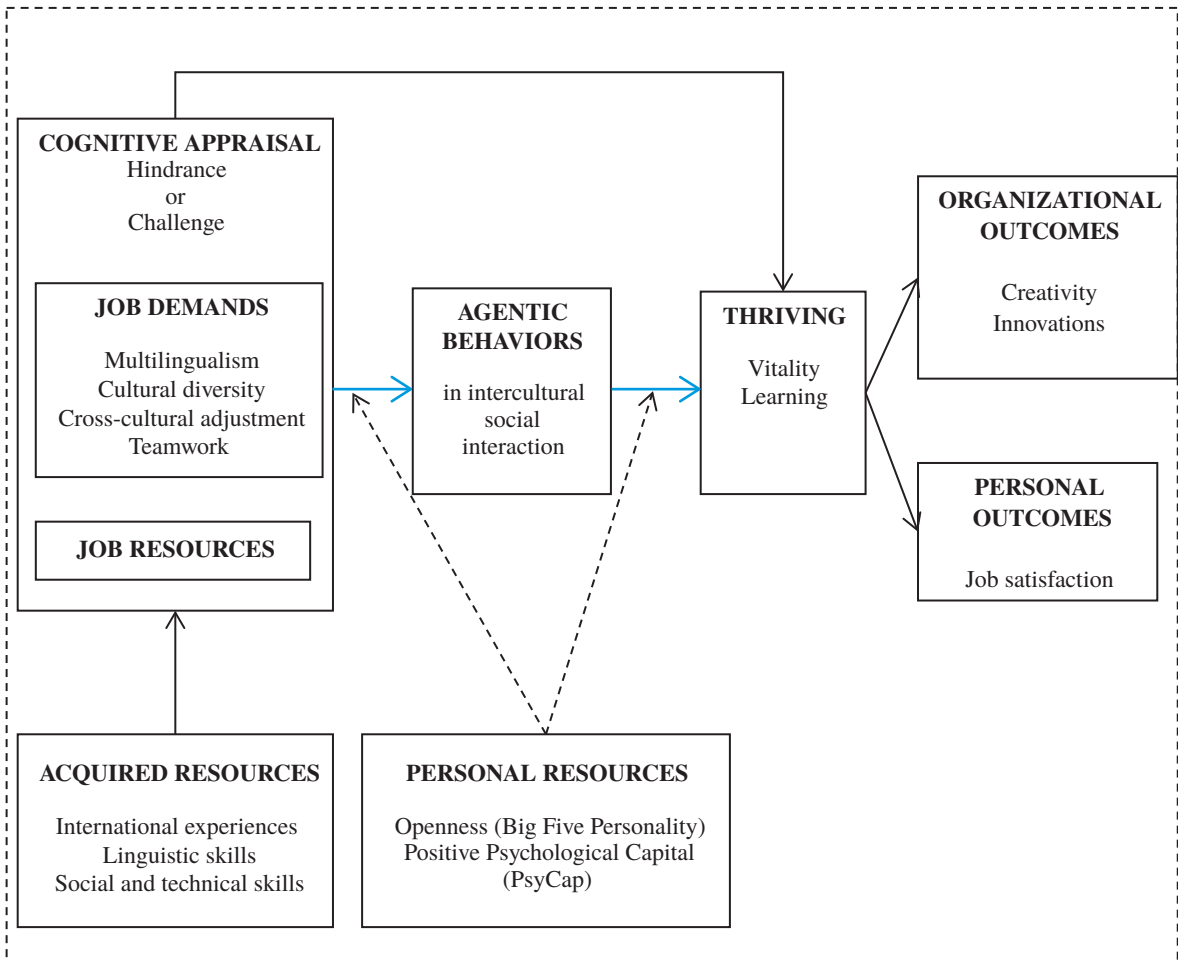 COGNITIVE APPRAISAL
Hindrance
or
Challenge
JOB DEMANDS
Multilingualism
Cultural diversity
Cross-cultural adjustment
Teamwork
JOB RESOURCES
AGENTIC
BEHAVIORS
in intercultural
social
interaction
THRIVING
Vitality
Learning
ORGANIZATIONAL
OUTCOMES
Creativity
Innovations
PERSONAL
OUTCOMES
Job satisfaction
ACQUIRED RESOURCES
International experiences
Linguistic skills
Social and technical skills
PERSONAL RESOURCES
Openness (Big Five Personality)
Positive Psychological Capital
(PsyCap)